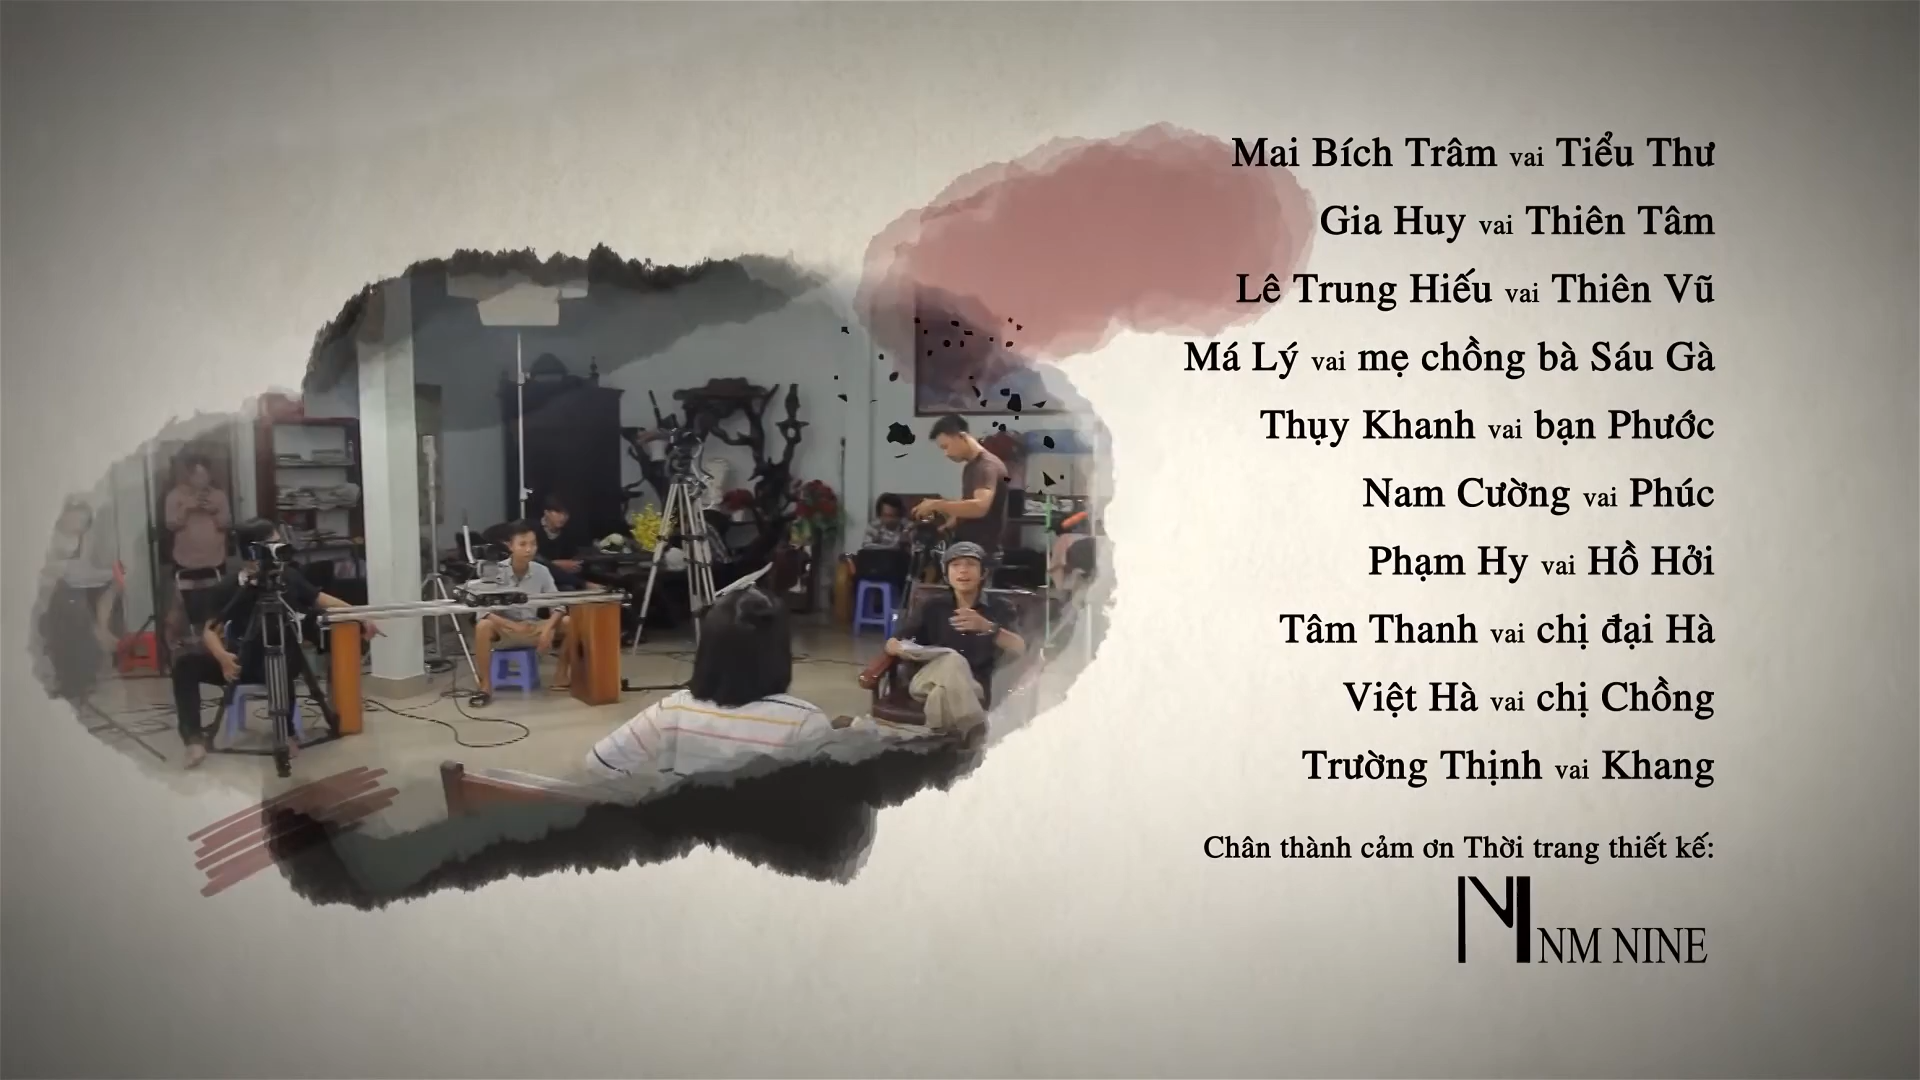 Mai Bích Trâm vai Tiểu Thư
Gia Huy vai Thiên Tâm
Lê Trung Hiếu vai Thiên Vũ
Má Lý vai mẹ chồng bà Sáu Gà
Thụy Khanh vai bạn Phước
Nam Cường vai Phúc
Phạm Hy vai Hồ Hởi
Tâm Thanh vai chị đại Hà
Việt Hà vai chị Chồng
Trường Thịnh vai Khang
Chân thành cảm ơn Thời trang thiết kế:
NM NINE